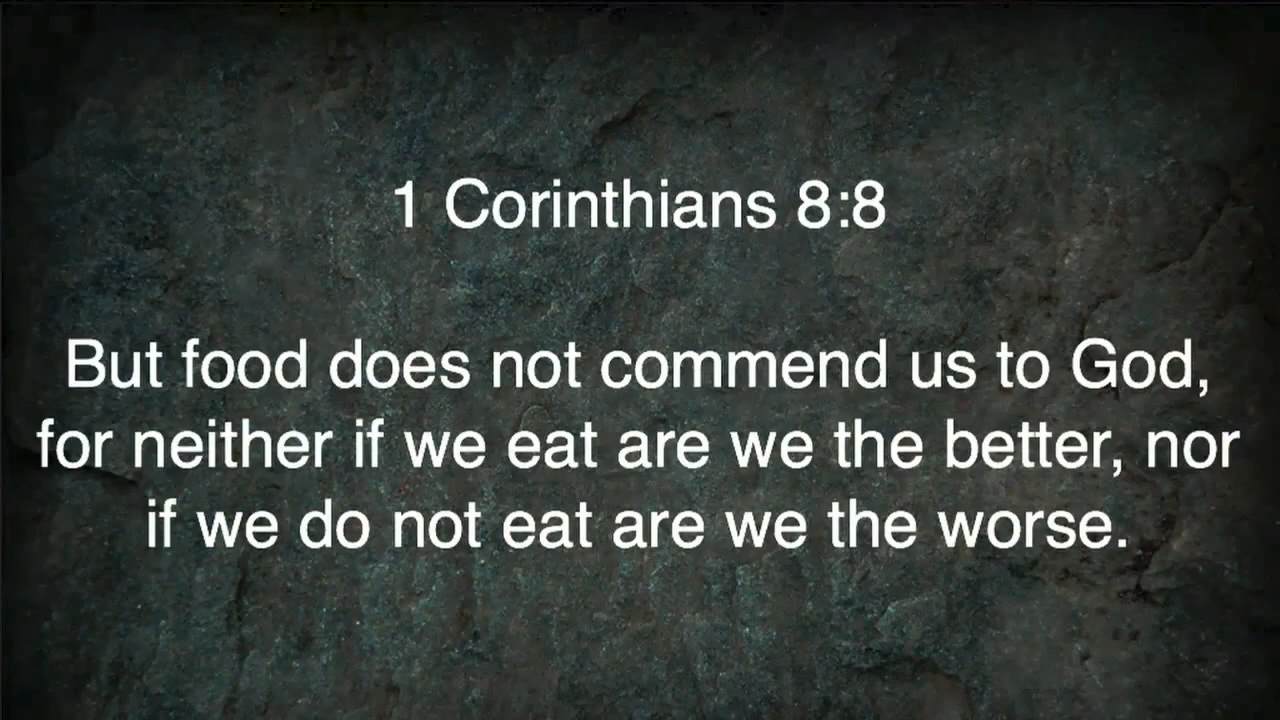 1 Corinthians 8:8
But food does not commend us to God,
for neither if we eat are we the better, nor
if we do not eat are we the worse.